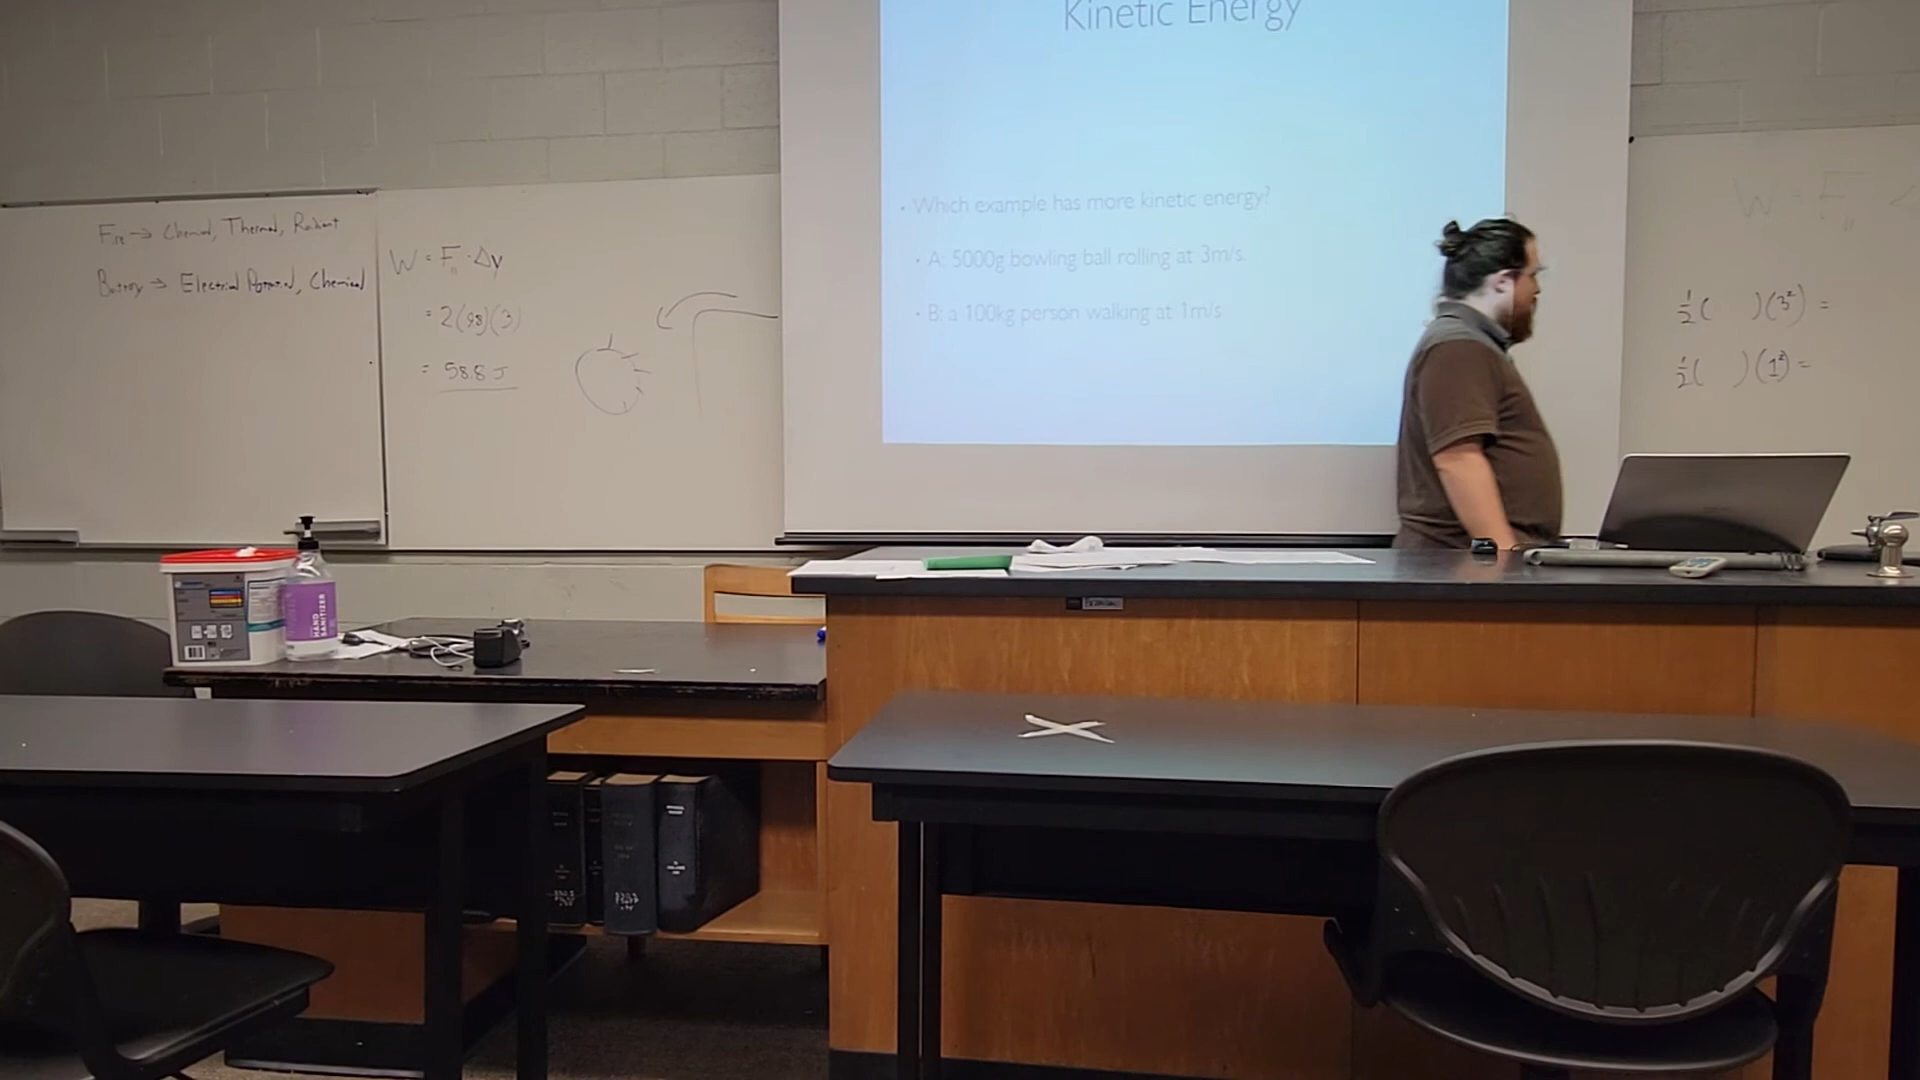 Kinetic Energy
• Which example has more kinetic energy?
• A: 5000g bowling ball rolling at 3m/s.
• B: a 100kg person walking at 1m/s
Fire → Chemical, Thermal, Radiant
Battery → Electrical Potential, Chemical
W = F∥ · Δy
= 2(9.8)(3)
= 58.8 J
½( )(3²) =
½( )(1²) =
W = F∥ Δ
HAND
SANITIZER